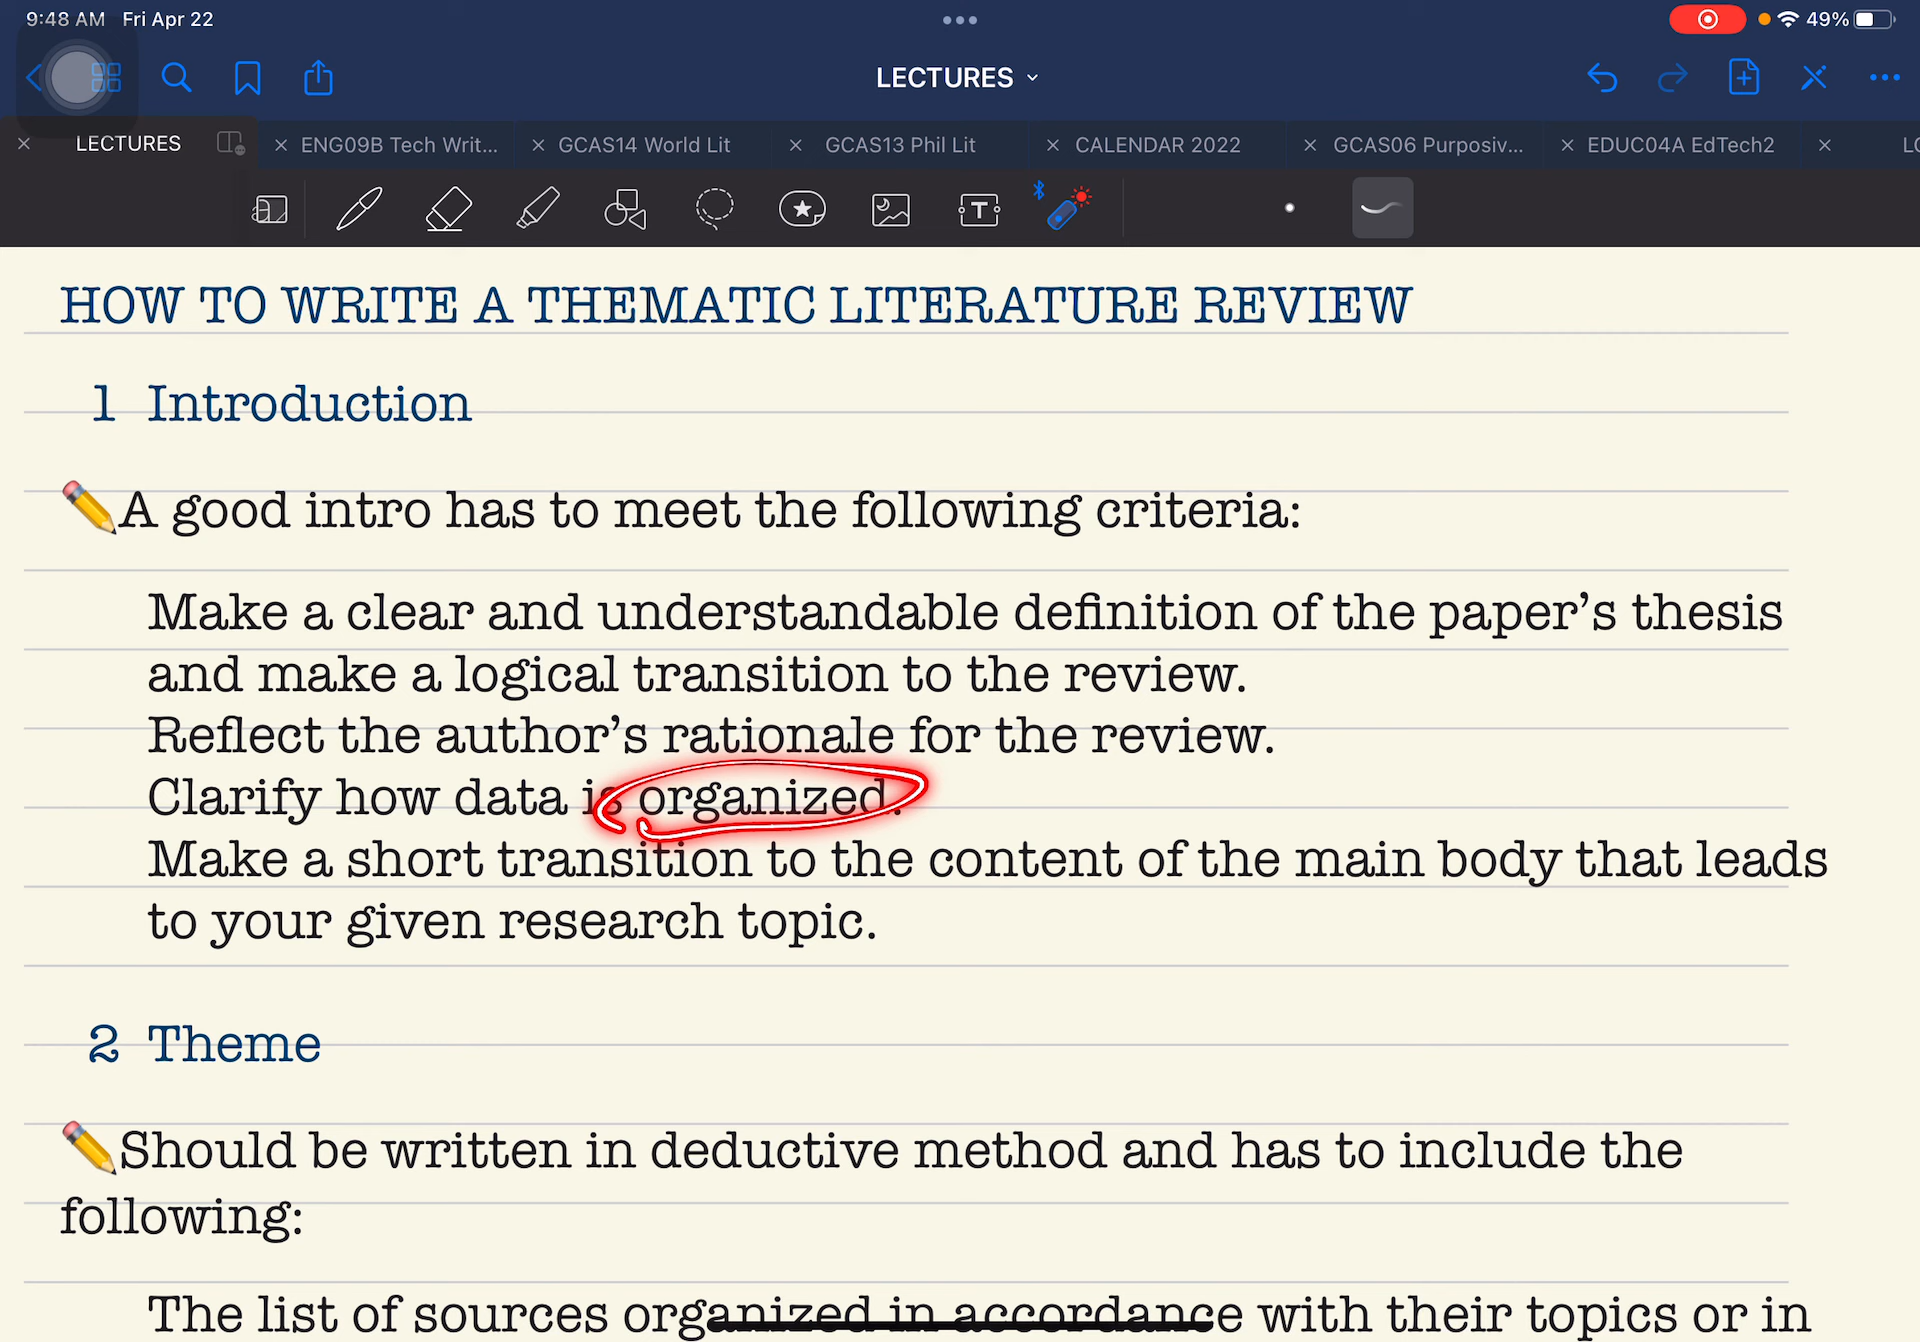 9:48 AM Fri Apr 22
49%
LECTURES
LECTURES
ENG09B Tech Writ...
GCAS14 World Lit
GCAS13 Phil Lit
CALENDAR 2022
GCAS06 Purposiv...
EDUC04A EdTech2
HOW TO WRITE A THEMATIC LITERATURE REVIEW
1 Introduction
✏️A good intro has to meet the following criteria:
Make a clear and understandable definition of the paper’s thesis
and make a logical transition to the review.
Reflect the author’s rationale for the review.
Clarify how data is organized.
Make a short transition to the content of the main body that leads
to your given research topic.
2 Theme
✏️Should be written in deductive method and has to include the
following:
The list of sources organized in accordance with their topics or in